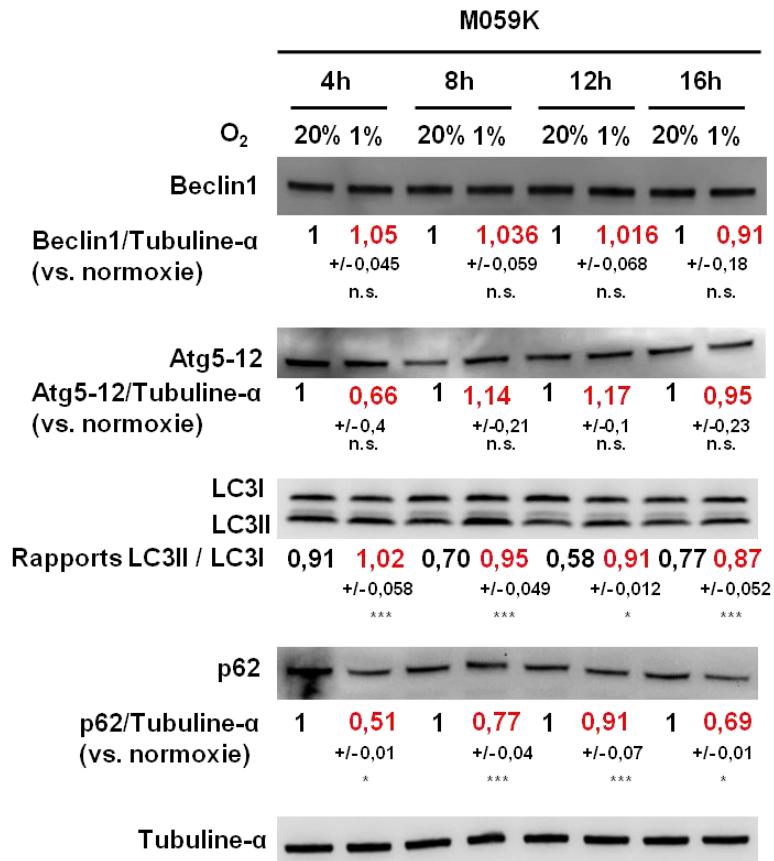 M059K
4h 8h 12h 16h
O2 20% 1% 20% 1% 20% 1% 20% 1%
Beclin1
Beclin1/Tubuline-α 1 1,05 1 1,036 1 1,016 1 0,91
(vs. normoxie) +/-0,045 +/-0,059 +/-0,068 +/-0,18
n.s. n.s. n.s. n.s.
Atg5-12
Atg5-12/Tubuline-α 1 0,66 1 1,14 1 1,17 1 0,95
(vs. normoxie) +/-0,4 +/-0,21 +/-0,1 +/-0,23
n.s. n.s. n.s. n.s.
LC3I
LC3II
Rapports LC3II / LC3I 0,91 1,02 0,70 0,95 0,58 0,91 0,77 0,87
+/-0,058 +/-0,049 +/-0,012 +/-0,052
*** *** * ***
p62
p62/Tubuline-α 1 0,51 1 0,77 1 0,91 1 0,69
(vs. normoxie) +/-0,01 +/-0,04 +/-0,07 +/-0,01
* *** *** *
Tubuline-α